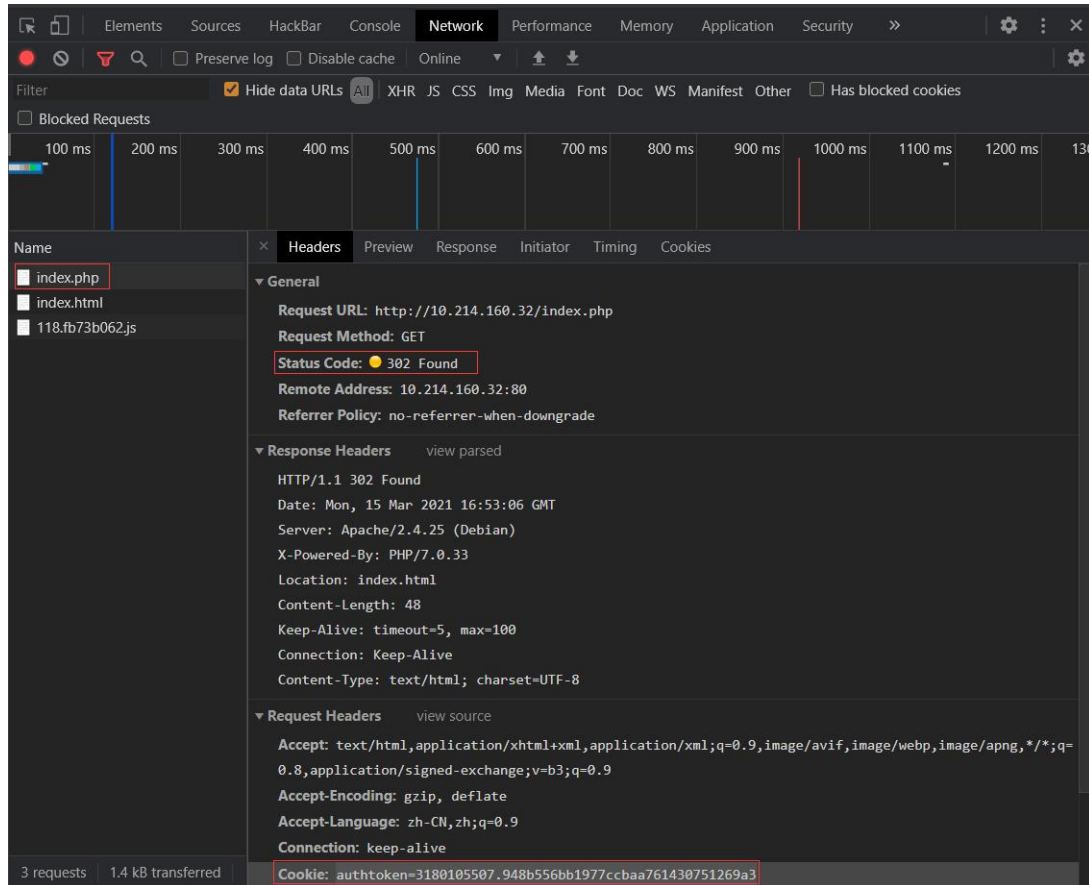 Elements Sources HackBar Console Network Performance Memory Application Security »
Preserve log Disable cache Online
Filter Hide data URLs All XHR JS CSS Img Media Font Doc WS Manifest Other Has blocked cookies
Blocked Requests
100 ms 200 ms 300 ms 400 ms 500 ms 600 ms 700 ms 800 ms 900 ms 1000 ms 1100 ms 1200 ms
Name
index.php
index.html
118.fb73b062.js
3 requests 1.4 kB transferred
Headers Preview Response Initiator Timing Cookies
General
Request URL: http://10.214.160.32/index.php
Request Method: GET
Status Code: 302 Found
Remote Address: 10.214.160.32:80
Referrer Policy: no-referrer-when-downgrade
Response Headers view parsed
HTTP/1.1 302 Found
Date: Mon, 15 Mar 2021 16:53:06 GMT
Server: Apache/2.4.25 (Debian)
X-Powered-By: PHP/7.0.33
Location: index.html
Content-Length: 48
Keep-Alive: timeout=5, max=100
Connection: Keep-Alive
Content-Type: text/html; charset=UTF-8
Request Headers view source
Accept: text/html,application/xhtml+xml,application/xml;q=0.9,image/avif,image/webp,image/apng,*/*;q=
0.8,application/signed-exchange;v=b3;q=0.9
Accept-Encoding: gzip, deflate
Accept-Language: zh-CN,zh;q=0.9
Connection: keep-alive
Cookie: authtoken=3180105507.948b556bb1977ccbaa761430751269a3